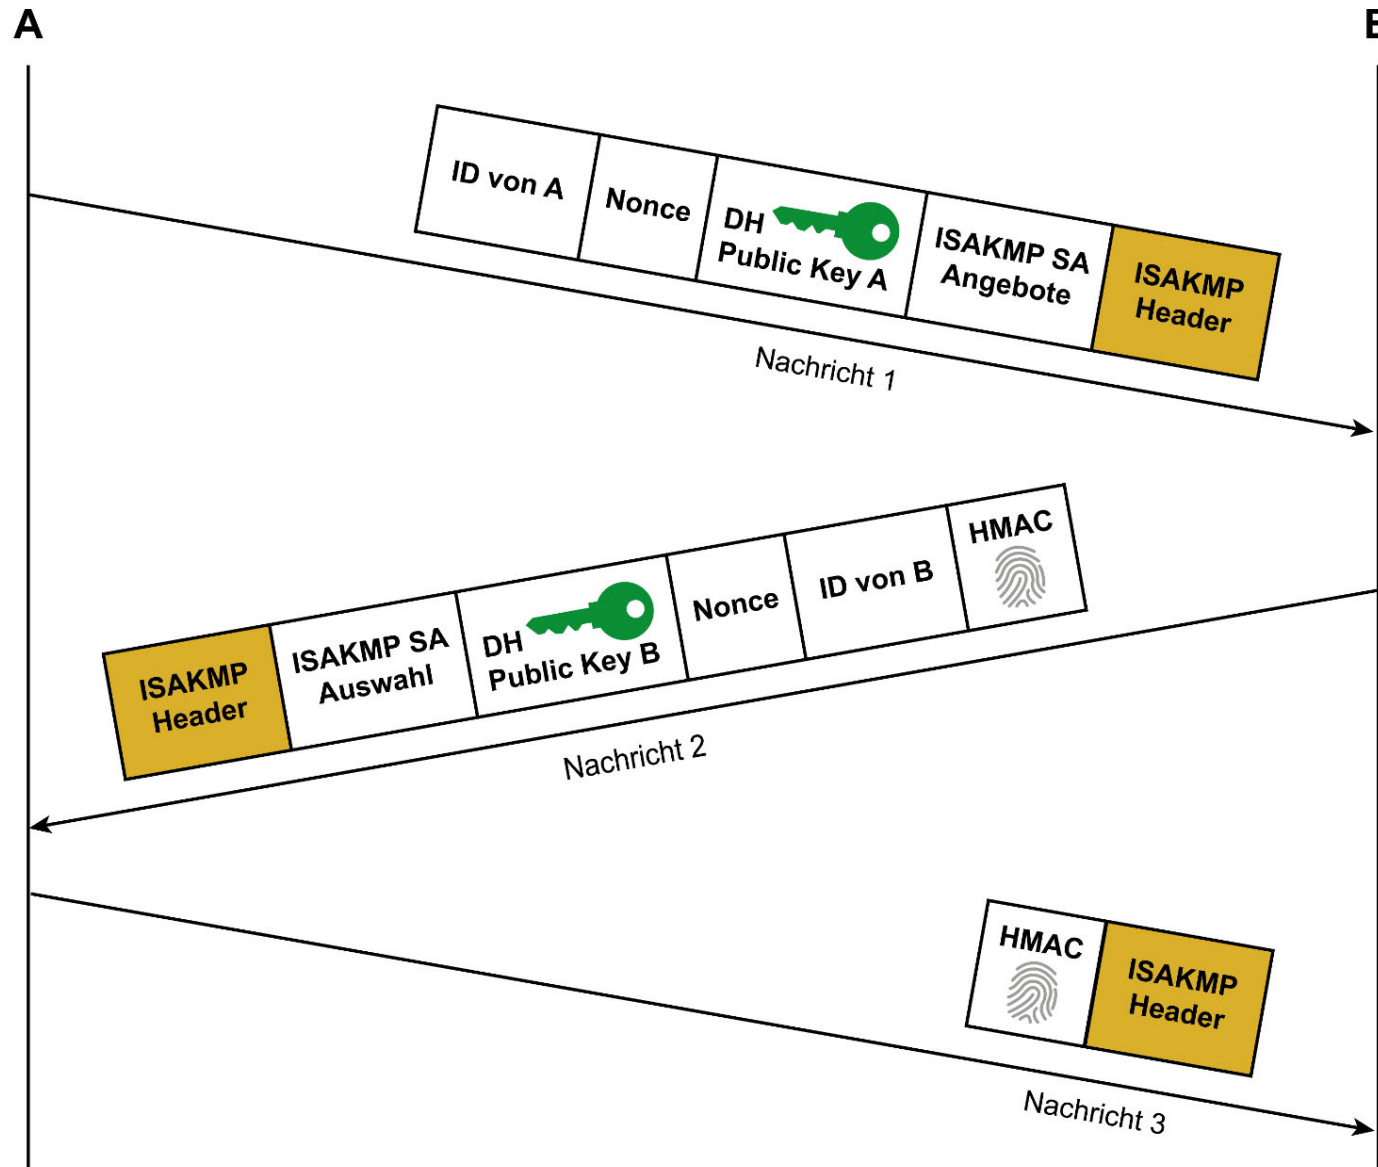 A
B
ID von A
Nonce
DH
Public Key A
ISAKMP SA
Angebote
ISAKMP
Header
Nachricht 1
ISAKMP
Header
ISAKMP SA
Auswahl
DH
Public Key B
Nonce
ID von B
HMAC
Nachricht 2
HMAC
ISAKMP
Header
Nachricht 3